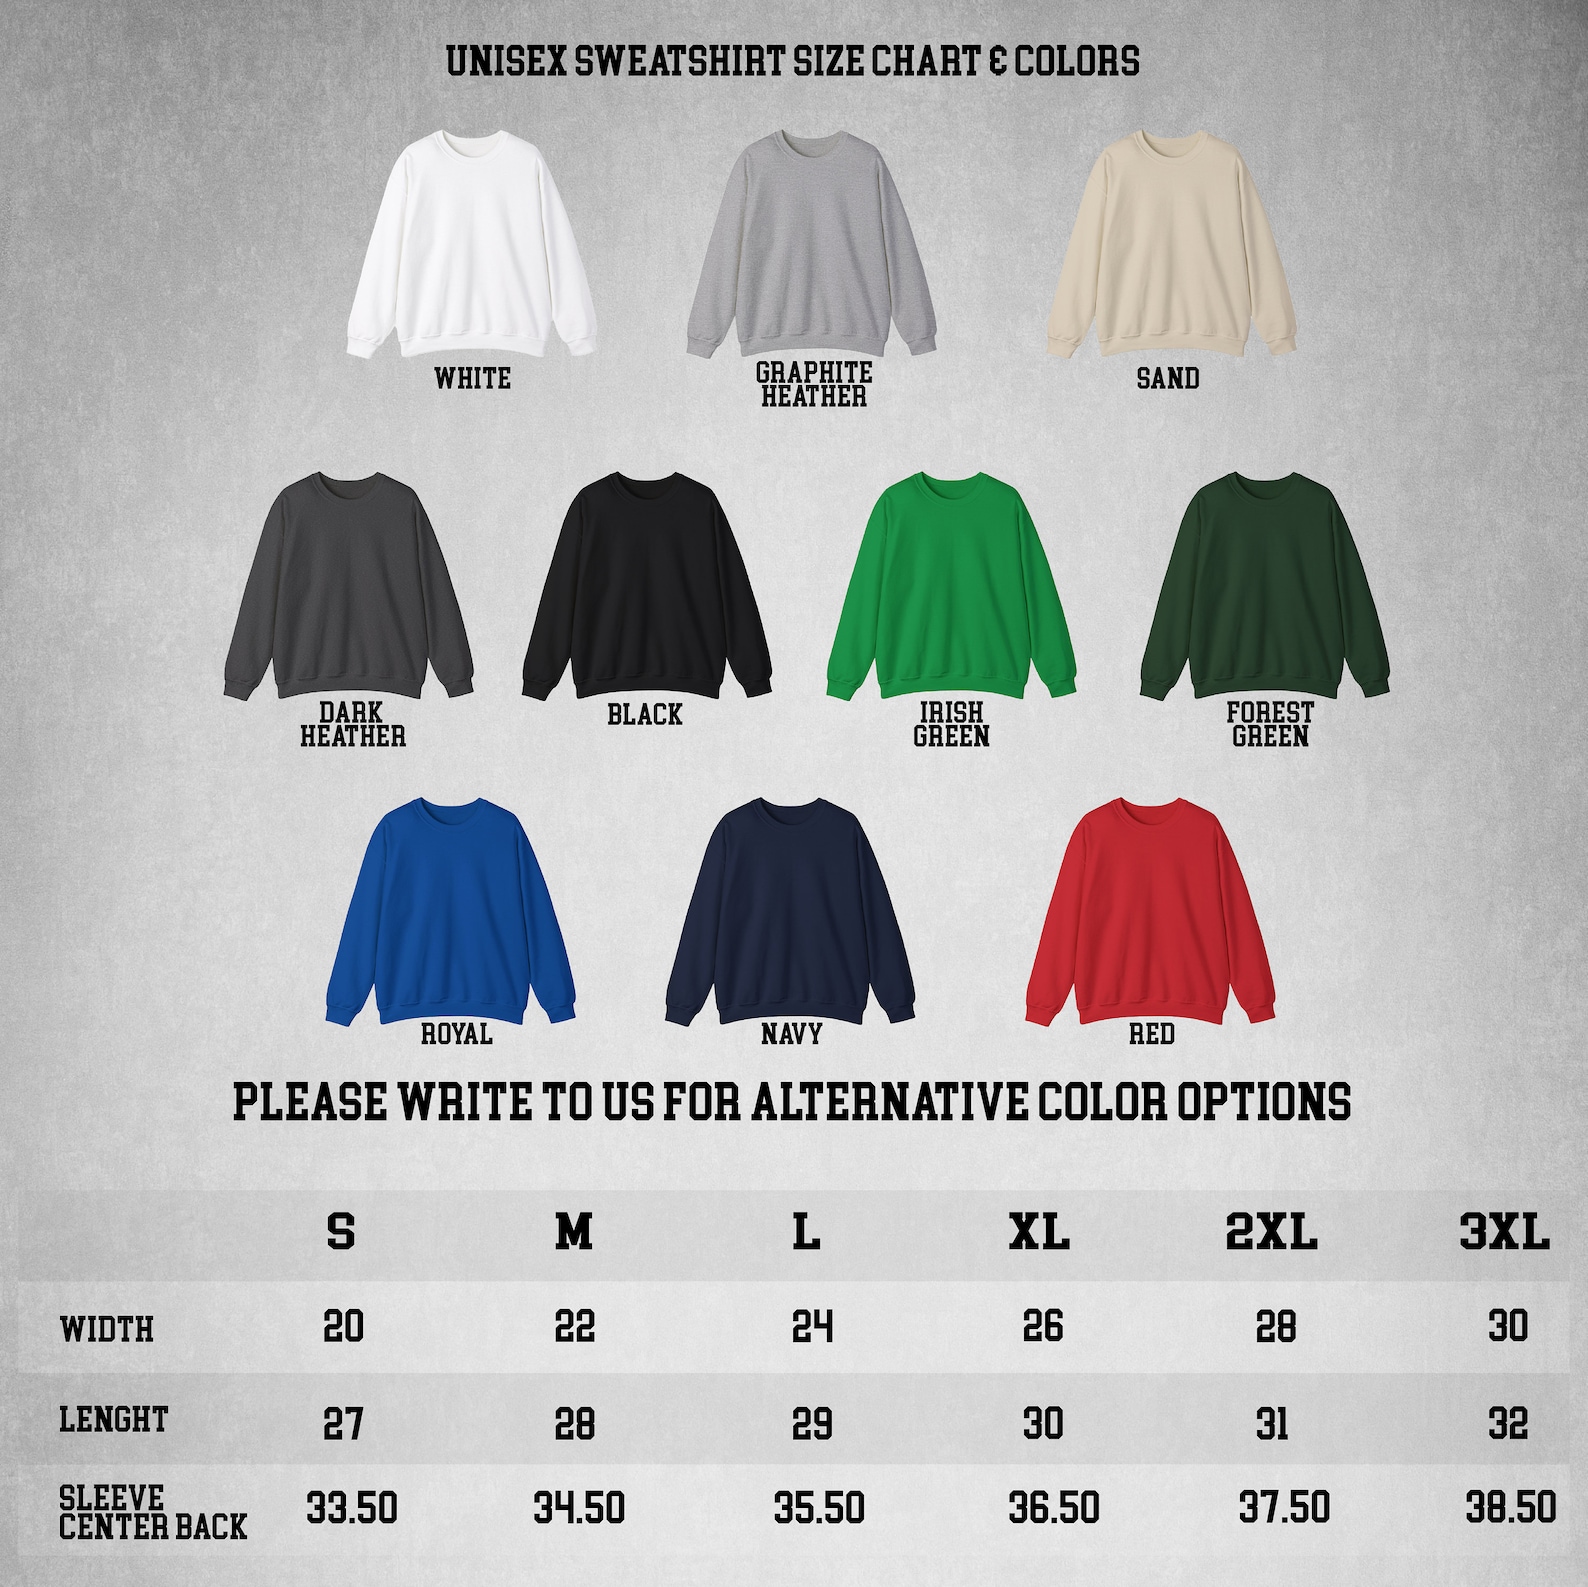 UNISEX SWEATSHIRT SIZE CHART & COLORS
WHITE
GRAPHITE
HEATHER
SAND
DARK
HEATHER
BLACK
IRISH
GREEN
FOREST
GREEN
ROYAL
NAVY
RED
PLEASE WRITE TO US FOR ALTERNATIVE COLOR OPTIONS
S M L XL 2XL 3XL
WIDTH 20 22 24 26 28 30
LENGHT 27 28 29 30 31 32
SLEEVE
CENTER BACK 33.50 34.50 35.50 36.50 37.50 38.50